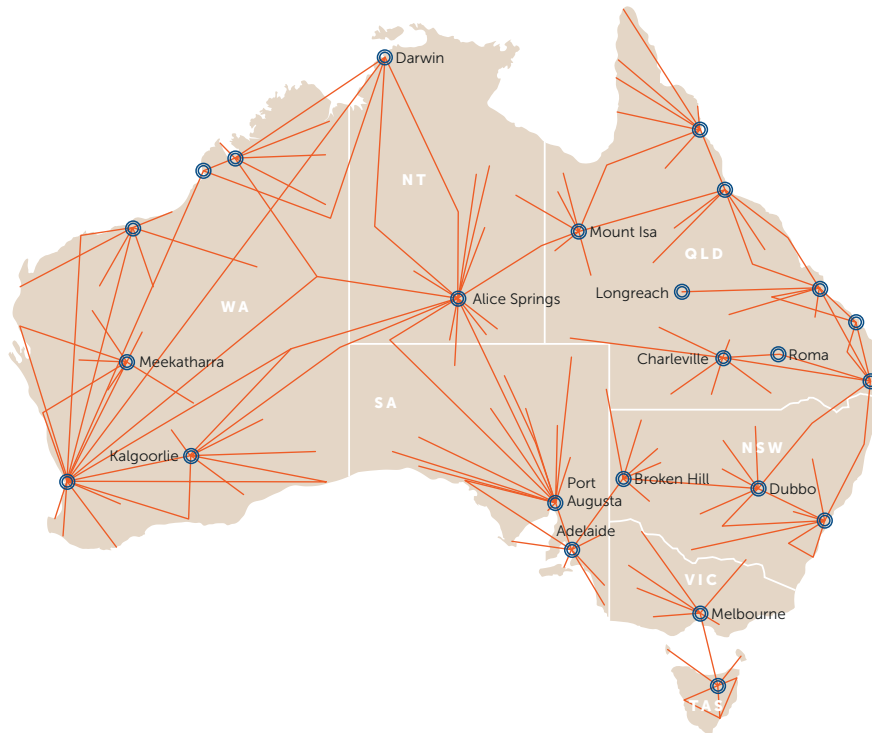 Darwin
NT
Mount Isa
QLD
Longreach
Alice Springs
WA
Charleville
Roma
Meekatharra
SA
NSW
Kalgoorlie
Port
Augusta
Broken Hill
Dubbo
Adelaide
VIC
Melbourne
TAS